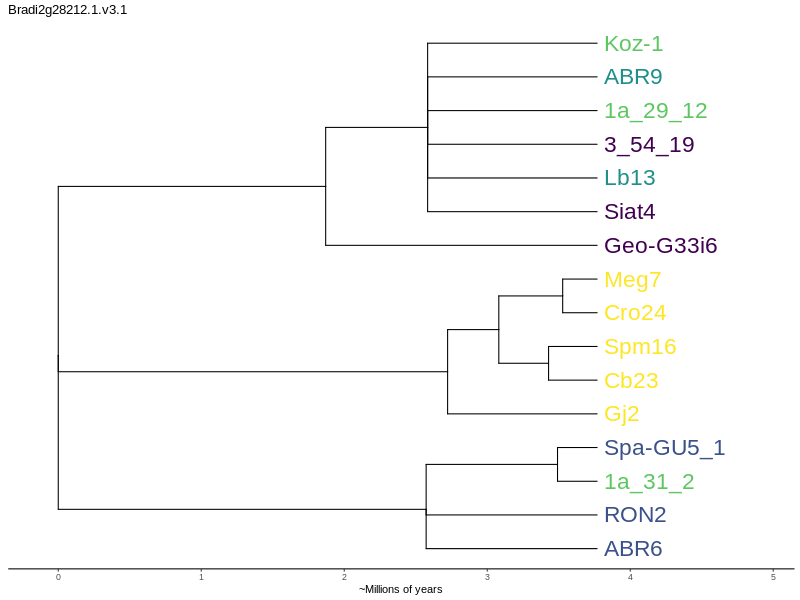 Bradi2g28212.1.v3.1
Koz-1
ABR9
1a_29_12
3_54_19
Lb13
Siat4
Geo-G33i6
Meg7
Cro24
Spm16
Cb23
Gj2
Spa-GU5_1
1a_31_2
RON2
ABR6
0 1 2 3 4 5
~Millions of years